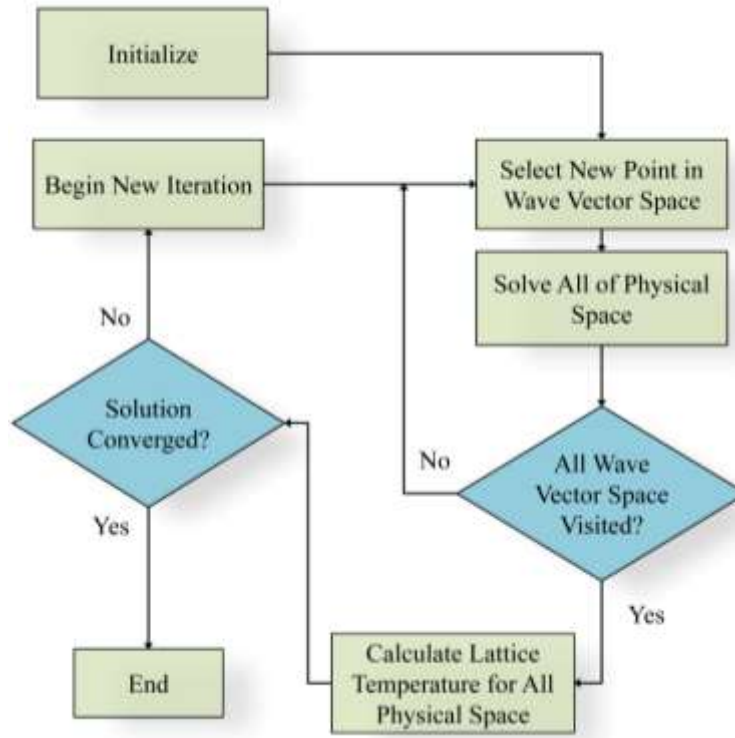 Initialize
Begin New Iteration
Select New Point in
Wave Vector Space
Solve All of Physical
Space
No
Solution
Converged?
No
All Wave
Vector Space
Visited?
Yes
Yes
End
Calculate Lattice
Temperature for All
Physical Space